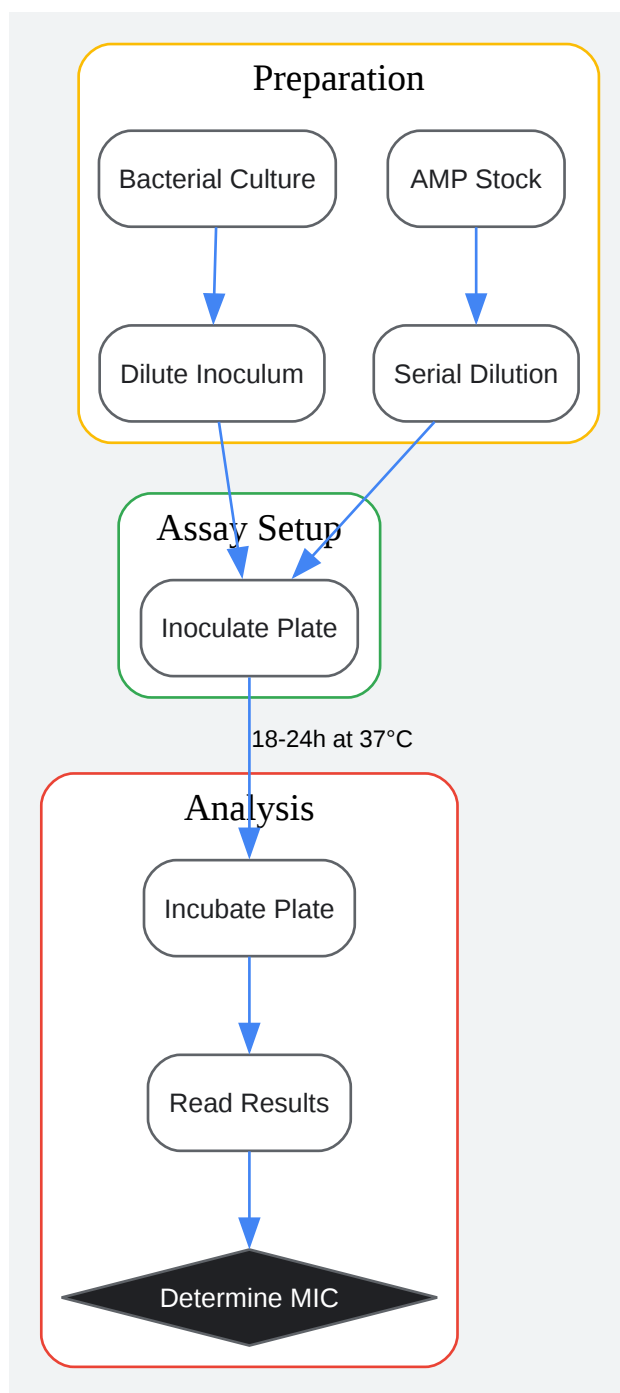 Preparation
Bacterial Culture
AMP Stock
Dilute Inoculum
Serial Dilution
Assay Setup
Inoculate Plate
18-24h at 37°C
Analysis
Incubate Plate
Read Results
Determine MIC